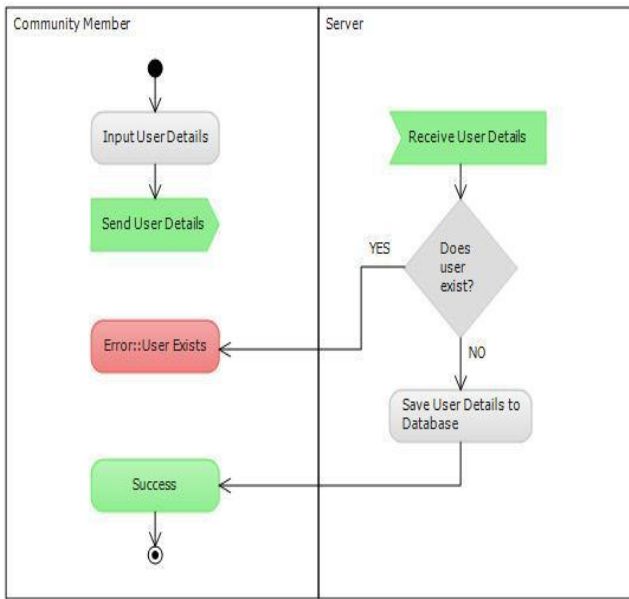 Community Member
Server
Input User Details
Receive User Details
Send User Details
YES
Does
user
exist?
Error::User Exists
NO
Save User Details to
Database
Success